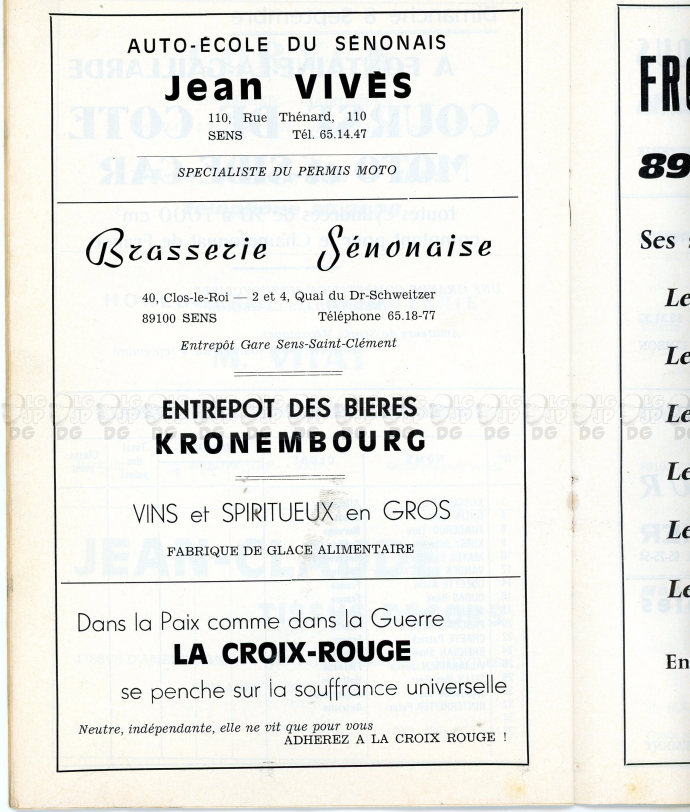 AUTO-ÉCOLE DU SÉNONAIS
Jean VIVÈS
110, Rue Thénard, 110
SENS Tél. 65.14.47
SPECIALISTE DU PERMIS MOTO
Brasserie Sénonaise
40, Clos-le-Roi — 2 et 4, Quai du Dr-Schweitzer
89100 SENS Téléphone 65.18-77
Entrepôt Gare Sens-Saint-Clément
ENTREPOT DES BIERES
KRONEMBOURG
VINS et SPIRITUEUX en GROS
FABRIQUE DE GLACE ALIMENTAIRE
Dans la Paix comme dans la Guerre
LA CROIX-ROUGE
se penche sur la souffrance universelle
Neutre, indépendante, elle ne vit que pour vous
ADHEREZ A LA CROIX ROUGE !
FRO
89
Ses
Le
Le
Le
Le
Le
Le
En